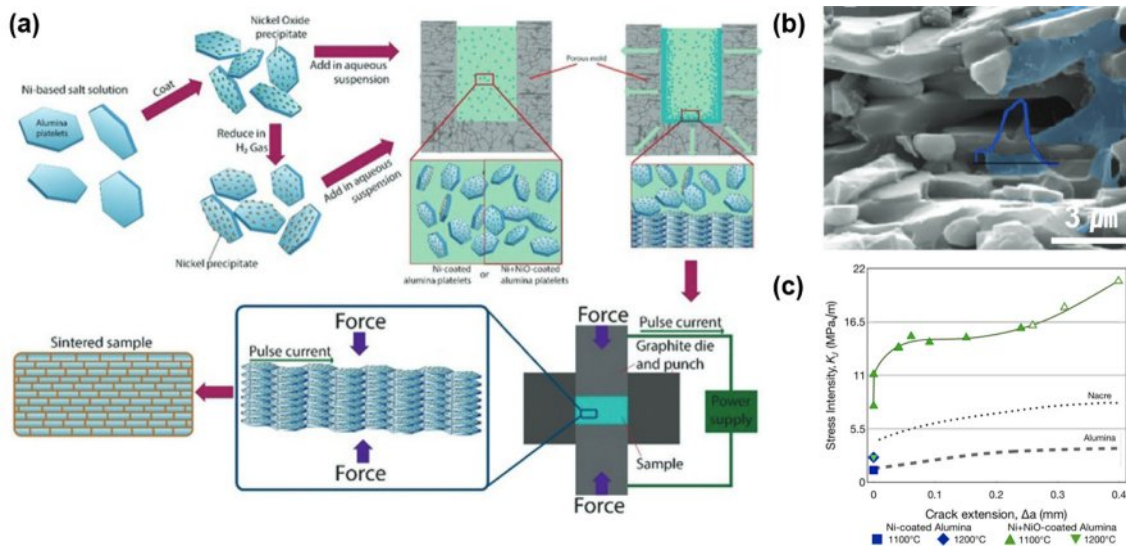 (a)
Nickel Oxide
precipitate
Add in aqueous
suspension
Porous mold
Ni-based salt solution
Coat
Alumina
platelets
Reduce in
H₂ Gas
Add in aqueous
suspension
Nickel precipitate
Ni-coated
alumina platelets
or
Ni+NiO-coated
alumina platelets
Force
Pulse current
Graphite die
and punch
Power
supply
Sample
Force
Force
Pulse current
Force
Sintered sample
(b)
3 μm
(c)
22
16.5
11
5.5
0
Stress Intensity, KJ (MPa√m)
Nacre
Alumina
0
0.1
0.2
0.3
0.4
Crack extension, Δa (mm)
Ni-coated Alumina
1100°C
1200°C
Ni+NiO-coated Alumina
1100°C
1200°C